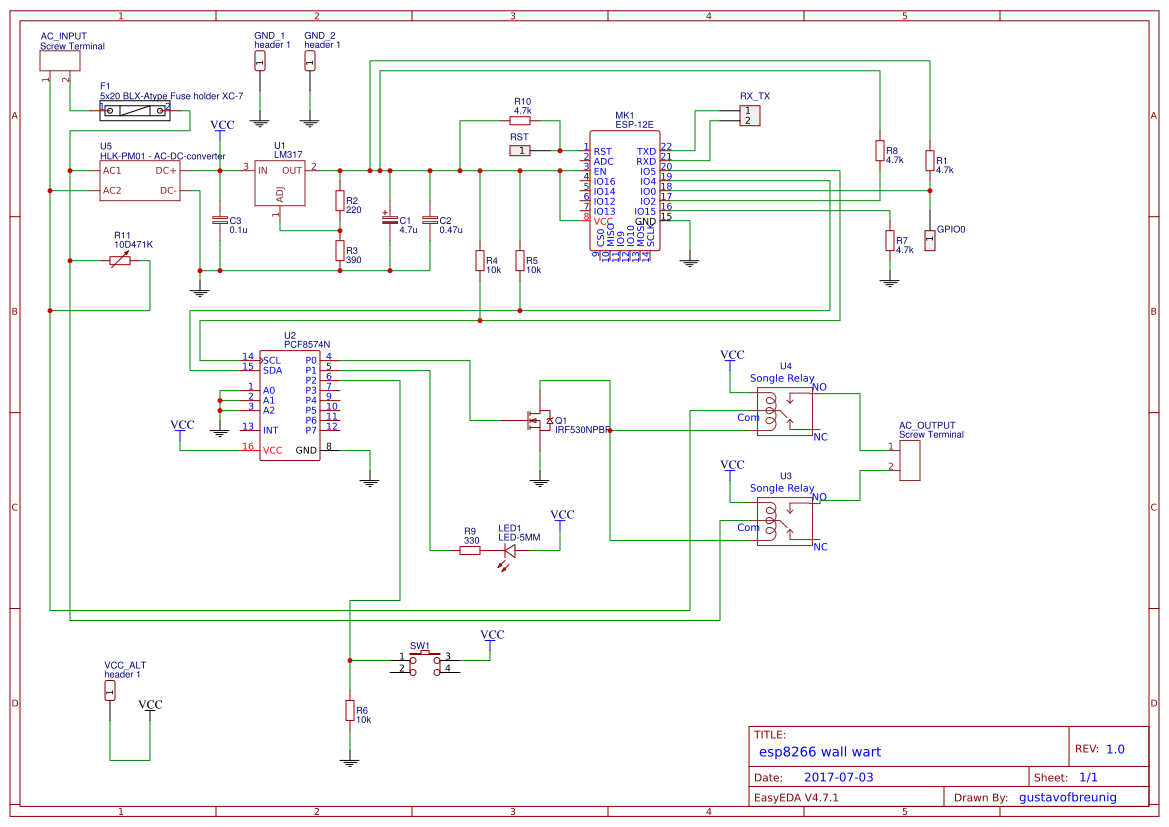 1 2 3 4 5
A
B
C
D
A
B
C
D
1 2 3 4 5
AC_INPUT
Screw Terminal
1 2
F1
5x20 BLX-Atype Fuse holder XC-7
1 2
GND_1
header 1
1
GND_2
header 1
1
VCC
U5
HLK-PM01 - AC-DC-converter
AC1 DC+
AC2 DC-
U1
LM317
3 IN OUT 2
ADJ
1
R11
10D471K
C3
0.1u
R2
220
R3
390
C1
4.7u
C2
0.47u
R4
10k
R5
10k
R10
4.7k
RST
1
MK1
ESP-12E
1 RST
2 ADC
3 EN
4 IO16
5 IO14
6 IO12
7 IO13
8 VCC
TXD 22
RXD 21
IO5 20
IO4 19
IO0 18
IO2 17
IO15 16
GND 15
CS0 MISO IO9 IO10 MOSI SCLK
9 10 11 12 13 14
RX_TX
1
2
R8
4.7k
R1
1.7k
R7
4.7k
GPIO0
1
U2
PCF8574N
14 SCL
15 SDA
1 A0
2 A1
3 A2
13 INT
16 VCC
P0 4
P1 5
P2 6
P3 7
P4 9
P5 10
P6 11
P7 12
GND 8
VCC
Q1
IRF530NPBF
R9
330
LED1
LED-5MM
VCC
VCC
U4
Songle Relay
NO
Com
NC
VCC
U3
Songle Relay
NO
Com
NC
AC_OUTPUT
Screw Terminal
1
2
SW1
1 3
2 4
VCC
R6
10k
VCC_ALT
header 1
1
VCC
TITLE:
esp8266 wall wart
REV: 1.0
Date: 2017-07-03
Sheet: 1/1
EasyEDA V4.7.1
Drawn By: gustavofbreunig